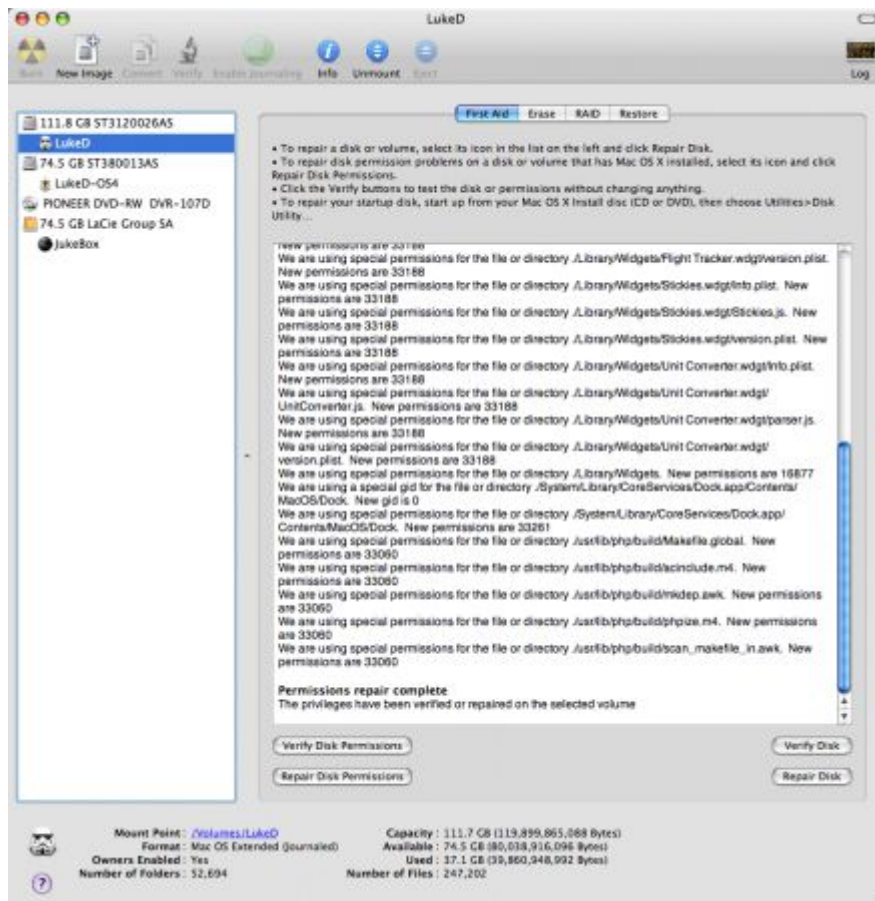 LukeD
Burn New Image Convert Verify Enable Journaling Info Unmount Eject Log
111.8 GB ST3120026AS
LukeD
74.5 GB ST380013AS
LukeD-OS4
PIONEER DVD-RW DVR-107D
74.5 GB LaCie Group SA
JukeBox
First Aid Erase RAID Restore
• To repair a disk or volume, select its icon in the list on the left and click Repair Disk.
• To repair disk permission problems on a disk or volume that has Mac OS X installed, select its icon and click
Repair Disk Permissions.
• Click the Verify buttons to test the disk or permissions without changing anything.
• To repair your startup disk, start up from your Mac OS X Install disc (CD or DVD), then choose Utilities>Disk
Utility...
New permissions are 33188
We are using special permissions for the file or directory ./Library/Widgets/Flight Tracker.wdgt/version.plist.
New permissions are 33188
We are using special permissions for the file or directory ./Library/Widgets/Stickies.wdgt/Info.plist. New
permissions are 33188
We are using special permissions for the file or directory ./Library/Widgets/Stickies.wdgt/Stickies.js. New
permissions are 33188
We are using special permissions for the file or directory ./Library/Widgets/Stickies.wdgt/version.plist. New
permissions are 33188
We are using special permissions for the file or directory ./Library/Widgets/Unit Converter.wdgt/Info.plist.
New permissions are 33188
We are using special permissions for the file or directory ./Library/Widgets/Unit Converter.wdgt/
UnitConverter.js. New permissions are 33188
We are using special permissions for the file or directory ./Library/Widgets/Unit Converter.wdgt/parser.js.
New permissions are 33188
We are using special permissions for the file or directory ./Library/Widgets/Unit Converter.wdgt/
version.plist. New permissions are 33188
We are using special permissions for the file or directory ./Library/Widgets. New permissions are 16877
We are using a special gid for the file or directory ./System/Library/CoreServices/Dock.app/Contents/
MacOS/Dock. New gid is 0
We are using special permissions for the file or directory ./System/Library/CoreServices/Dock.app/
Contents/MacOS/Dock. New permissions are 33261
We are using special permissions for the file or directory ./usr/lib/php/build/Makefile.global. New
permissions are 33060
We are using special permissions for the file or directory ./usr/lib/php/build/acinclude.m4. New
permissions are 33060
We are using special permissions for the file or directory ./usr/lib/php/build/mkdep.awk. New permissions
are 33060
We are using special permissions for the file or directory ./usr/lib/php/build/phpize.m4. New permissions
are 33060
We are using special permissions for the file or directory ./usr/lib/php/build/scan_makefile_in.awk. New
permissions are 33060
Permissions repair complete
The privileges have been verified or repaired on the selected volume
Verify Disk Permissions Verify Disk
Repair Disk Permissions Repair Disk
Mount Point : /Volumes/LukeD Capacity : 111.7 GB (119,899,865,088 Bytes)
Format : Mac OS Extended (Journaled) Available : 74.5 GB (80,038,916,096 Bytes)
Owners Enabled : Yes Used : 37.1 GB (39,860,948,992 Bytes)
Number of Folders : 52,694 Number of Files : 247,202
?